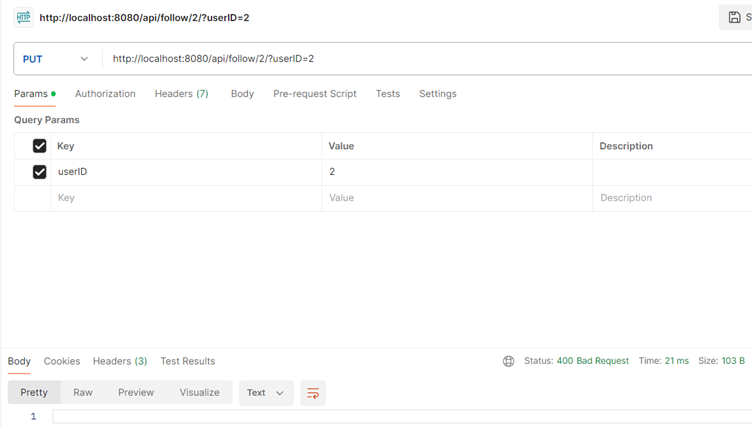 HTTP http://localhost:8080/api/follow/2/?userID=2 S
PUT http://localhost:8080/api/follow/2/?userID=2
Params Authorization Headers (7) Body Pre-request Script Tests Settings
Query Params
Key Value Description
userID 2
Key Value Description
Body Cookies Headers (3) Test Results Status: 400 Bad Request Time: 21 ms Size: 103 B
Pretty Raw Preview Visualize Text
1